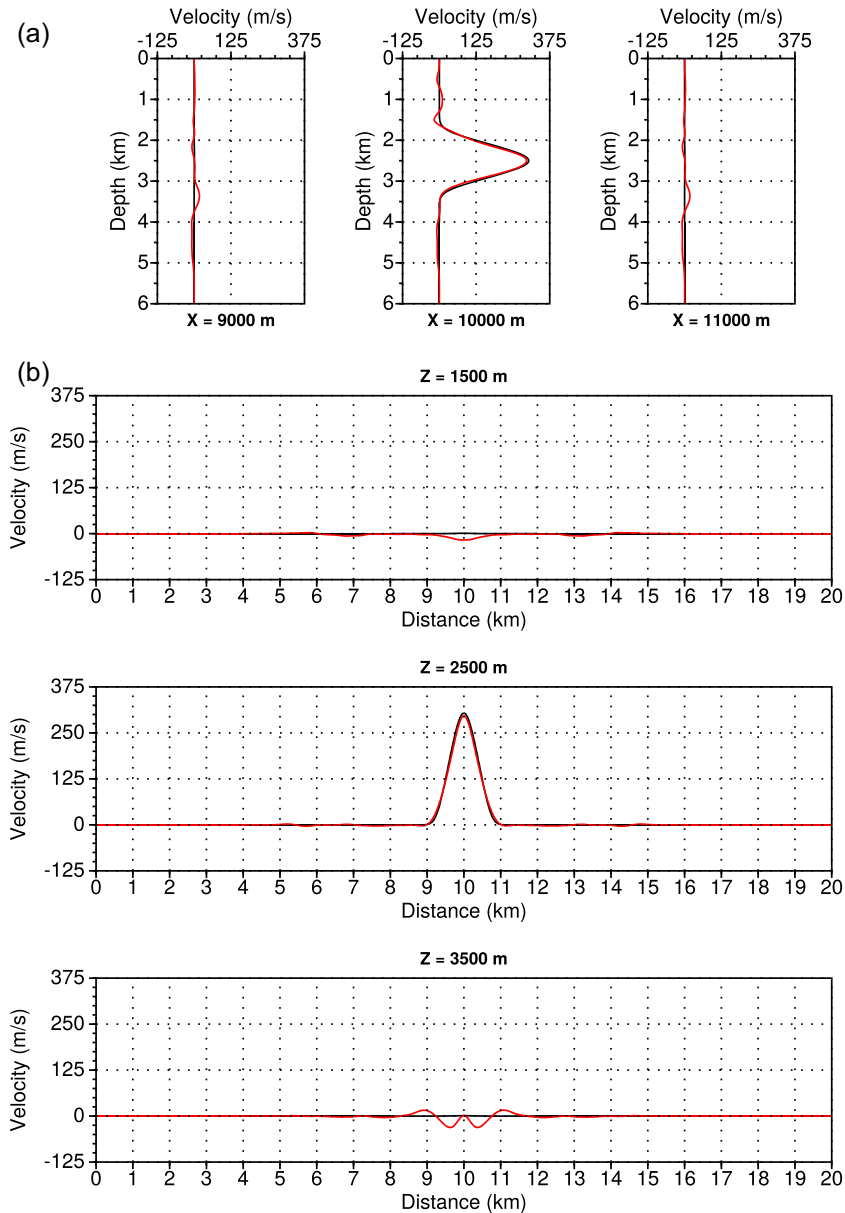 (a)
Velocity (m/s) Velocity (m/s) Velocity (m/s)
-125 125 375 -125 125 375 -125 125 375
Depth (km) Depth (km) Depth (km)
0 0 0
1 1 1
2 2 2
3 3 3
4 4 4
5 5 5
6 6 6
X = 9000 m X = 10000 m X = 11000 m
(b)
Z = 1500 m
Velocity (m/s)
375
250
125
0
-125
0 1 2 3 4 5 6 7 8 9 10 11 12 13 14 15 16 17 18 19 20
Distance (km)
Z = 2500 m
Velocity (m/s)
375
250
125
0
-125
0 1 2 3 4 5 6 7 8 9 10 11 12 13 14 15 16 17 18 19 20
Distance (km)
Z = 3500 m
Velocity (m/s)
375
250
125
0
-125
0 1 2 3 4 5 6 7 8 9 10 11 12 13 14 15 16 17 18 19 20
Distance (km)